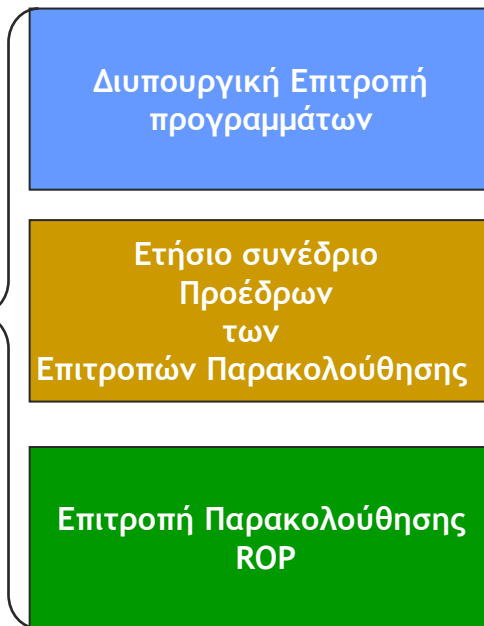 Διυπουργική Επιτροπή
προγραμμάτων
Ετήσιο συνέδριο
Προέδρων
των
Επιτροπών Παρακολούθησης
Επιτροπή Παρακολούθησης
ROP